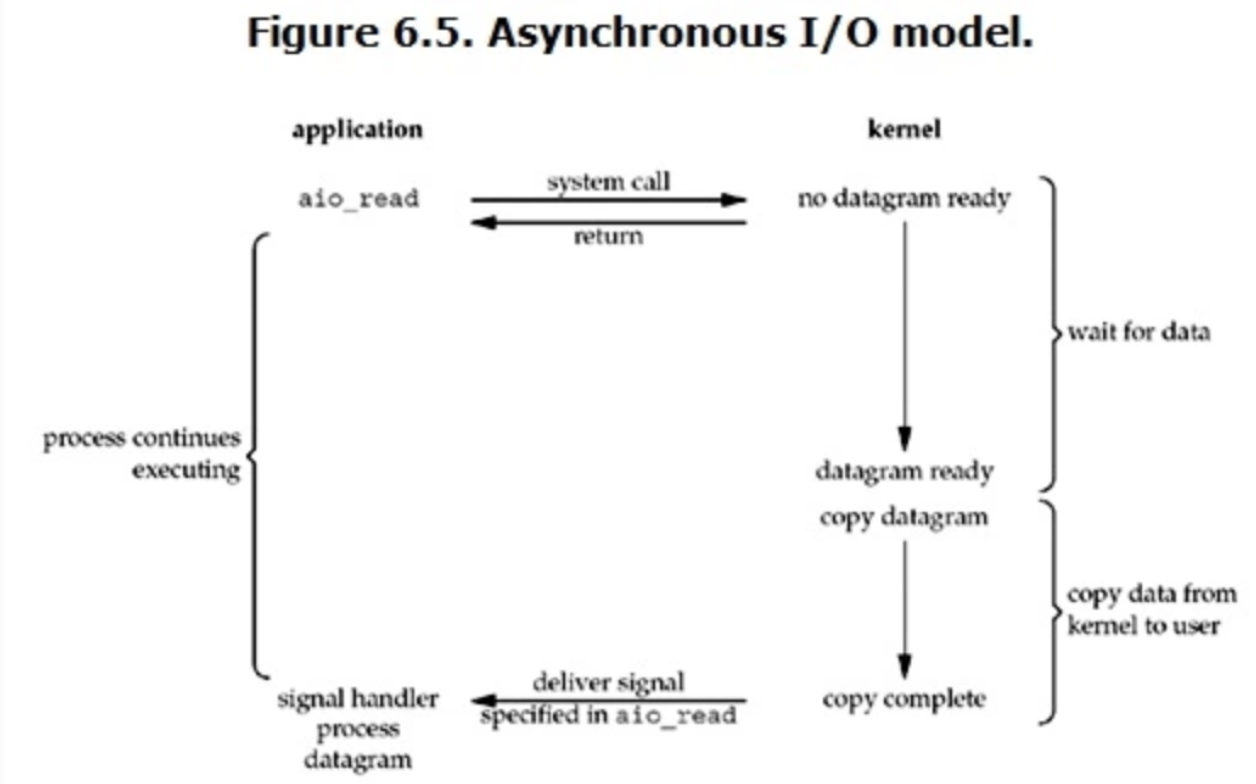 Figure 6.5. Asynchronous I/O model.
application
kernel
aio_read
system call
no datagram ready
return
wait for data
process continues
executing
datagram ready
copy datagram
copy data from
kernel to user
deliver signal
specified in aio_read
copy complete
signal handler
process
datagram